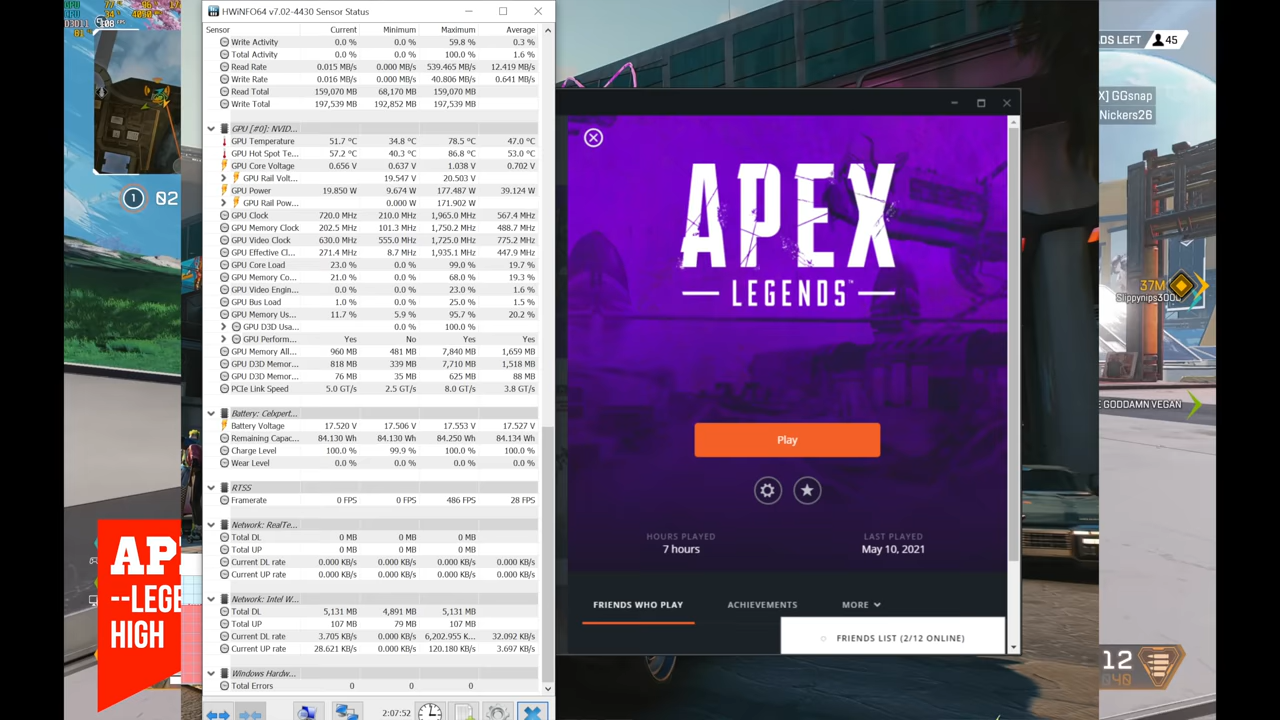 HWiNFO64 v7.02-4430 Sensor Status
Sensor Current Minimum Maximum Average
Write Activity 0.0 % 0.0 % 59.8 % 0.3 %
Total Activity 0.0 % 0.0 % 100.0 % 1.6 %
Read Rate 0.015 MB/s 0.000 MB/s 539.465 MB/s 12.419 MB/s
Write Rate 0.016 MB/s 0.000 MB/s 40.806 MB/s 0.641 MB/s
Read Total 159,070 MB 68,170 MB 159,070 MB
Write Total 197,539 MB 192,852 MB 197,539 MB
GPU [#0]: NVID...
GPU Temperature 51.7 °C 34.8 °C 78.5 °C 47.0 °C
GPU Hot Spot Te... 57.2 °C 40.3 °C 86.8 °C 53.0 °C
GPU Core Voltage 0.656 V 0.637 V 1.038 V 0.702 V
GPU Rail Volt... 19.547 V 20.503 V
GPU Power 19.850 W 9.674 W 177.487 W 39.124 W
GPU Rail Pow... 0.000 W 171.902 W
GPU Clock 720.0 MHz 210.0 MHz 1,965.0 MHz 567.4 MHz
GPU Memory Clock 202.5 MHz 101.3 MHz 1,750.2 MHz 488.7 MHz
GPU Video Clock 630.0 MHz 555.0 MHz 1,725.0 MHz 775.2 MHz
GPU Effective Cl... 271.4 MHz 8.7 MHz 1,935.1 MHz 447.9 MHz
GPU Core Load 23.0 % 0.0 % 99.0 % 19.7 %
GPU Memory Co... 21.0 % 0.0 % 68.0 % 19.3 %
GPU Video Engin... 0.0 % 0.0 % 23.0 % 1.6 %
GPU Bus Load 1.0 % 0.0 % 25.0 % 1.5 %
GPU Memory Us... 11.7 % 5.9 % 95.7 % 20.2 %
GPU D3D Usa... 0.0 % 100.0 %
GPU Perform... Yes No Yes Yes
GPU Memory All... 960 MB 481 MB 7,840 MB 1,659 MB
GPU D3D Memor... 818 MB 339 MB 7,710 MB 1,518 MB
GPU D3D Memor... 76 MB 35 MB 625 MB 88 MB
PCIe Link Speed 5.0 GT/s 2.5 GT/s 8.0 GT/s 3.8 GT/s
Battery: Celxpert...
Battery Voltage 17.520 V 17.506 V 17.553 V 17.527 V
Remaining Capac... 84.130 Wh 84.130 Wh 84.250 Wh 84.134 Wh
Charge Level 100.0 % 99.9 % 100.0 % 100.0 %
Wear Level 0.0 % 0.0 % 0.0 % 0.0 %
RTSS
Framerate 0 FPS 0 FPS 486 FPS 28 FPS
Network: RealTe...
Total DL 0 MB 0 MB 0 MB
Total UP 0 MB 0 MB 0 MB
Current DL rate 0.000 KB/s 0.000 KB/s 0.000 KB/s 0.000 KB/s
Current UP rate 0.000 KB/s 0.000 KB/s 0.000 KB/s 0.000 KB/s
Network: Intel W...
Total DL 5,131 MB 4,891 MB 5,131 MB
Total UP 107 MB 79 MB 107 MB
Current DL rate 3.705 KB/s 0.000 KB/s 6,202.955 K... 32.092 KB/s
Current UP rate 28.621 KB/s 0.000 KB/s 120.180 KB/s 3.697 KB/s
Windows Hardw...
Total Errors 0 0 0
2:07:52
1 02
AP
--LEGE
HIGH
APEX
LEGENDS
Play
HOURS PLAYED
7 hours
LAST PLAYED
May 10, 2021
FRIENDS WHO PLAY ACHIEVEMENTS MORE
FRIENDS LIST (2/12 ONLINE)
DS LEFT 45
X] GGsnap
Nickers26
37M
Slippynips3000
E GODDAMN VEGAN
12